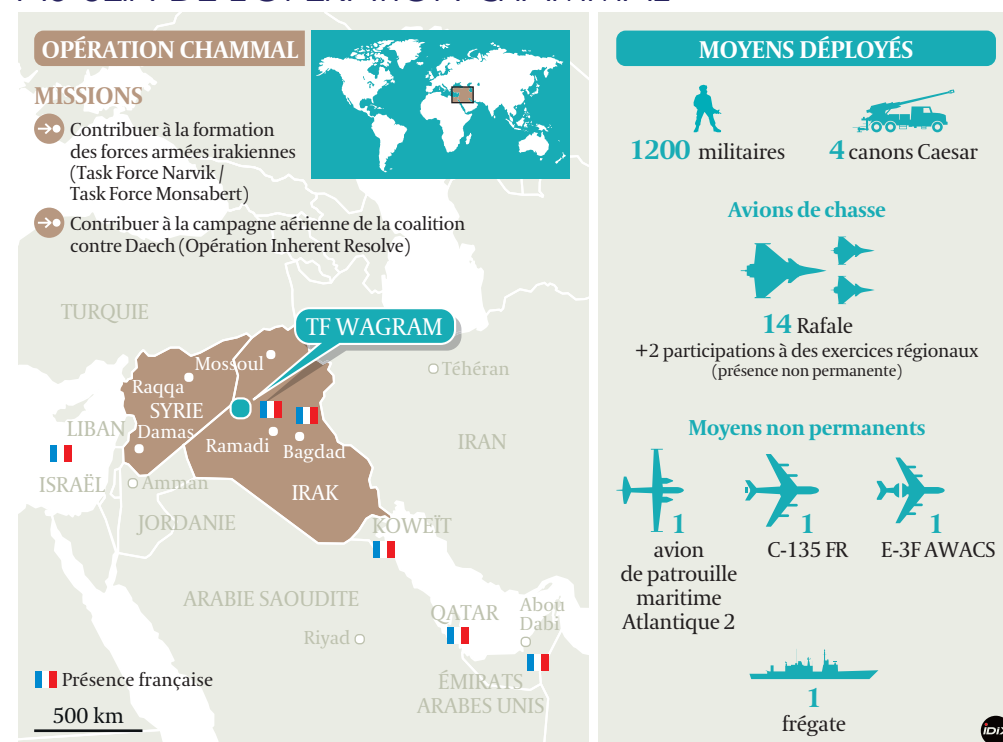 OPÉRATION CHAMMAL
MISSIONS
Contribuer à la formation
des forces armées irakiennes
(Task Force Narvik /
Task Force Monsabert)
Contribuer à la campagne aérienne de la coalition
contre Daech (Opération Inherent Resolve)
TURQUIE
TF WAGRAM
Mossoul
Téhéran
Raqqa
SYRIE
LIBAN
Damas
Ramadi
Bagdad
IRAN
ISRAËL
Amman
IRAK
JORDANIE
KOWEÏT
ARABIE SAOUDITE
QATAR
Abou
Dabi
Riyad
ÉMIRATS
ARABES UNIS
Présence française
500 km
MOYENS DÉPLOYÉS
1200 militaires
4 canons Caesar
Avions de chasse
14 Rafale
+2 participations à des exercices régionaux
(présence non permanente)
Moyens non permanents
1
avion
de patrouille
maritime
Atlantique 2
1
C-135 FR
1
E-3F AWACS
1
frégate